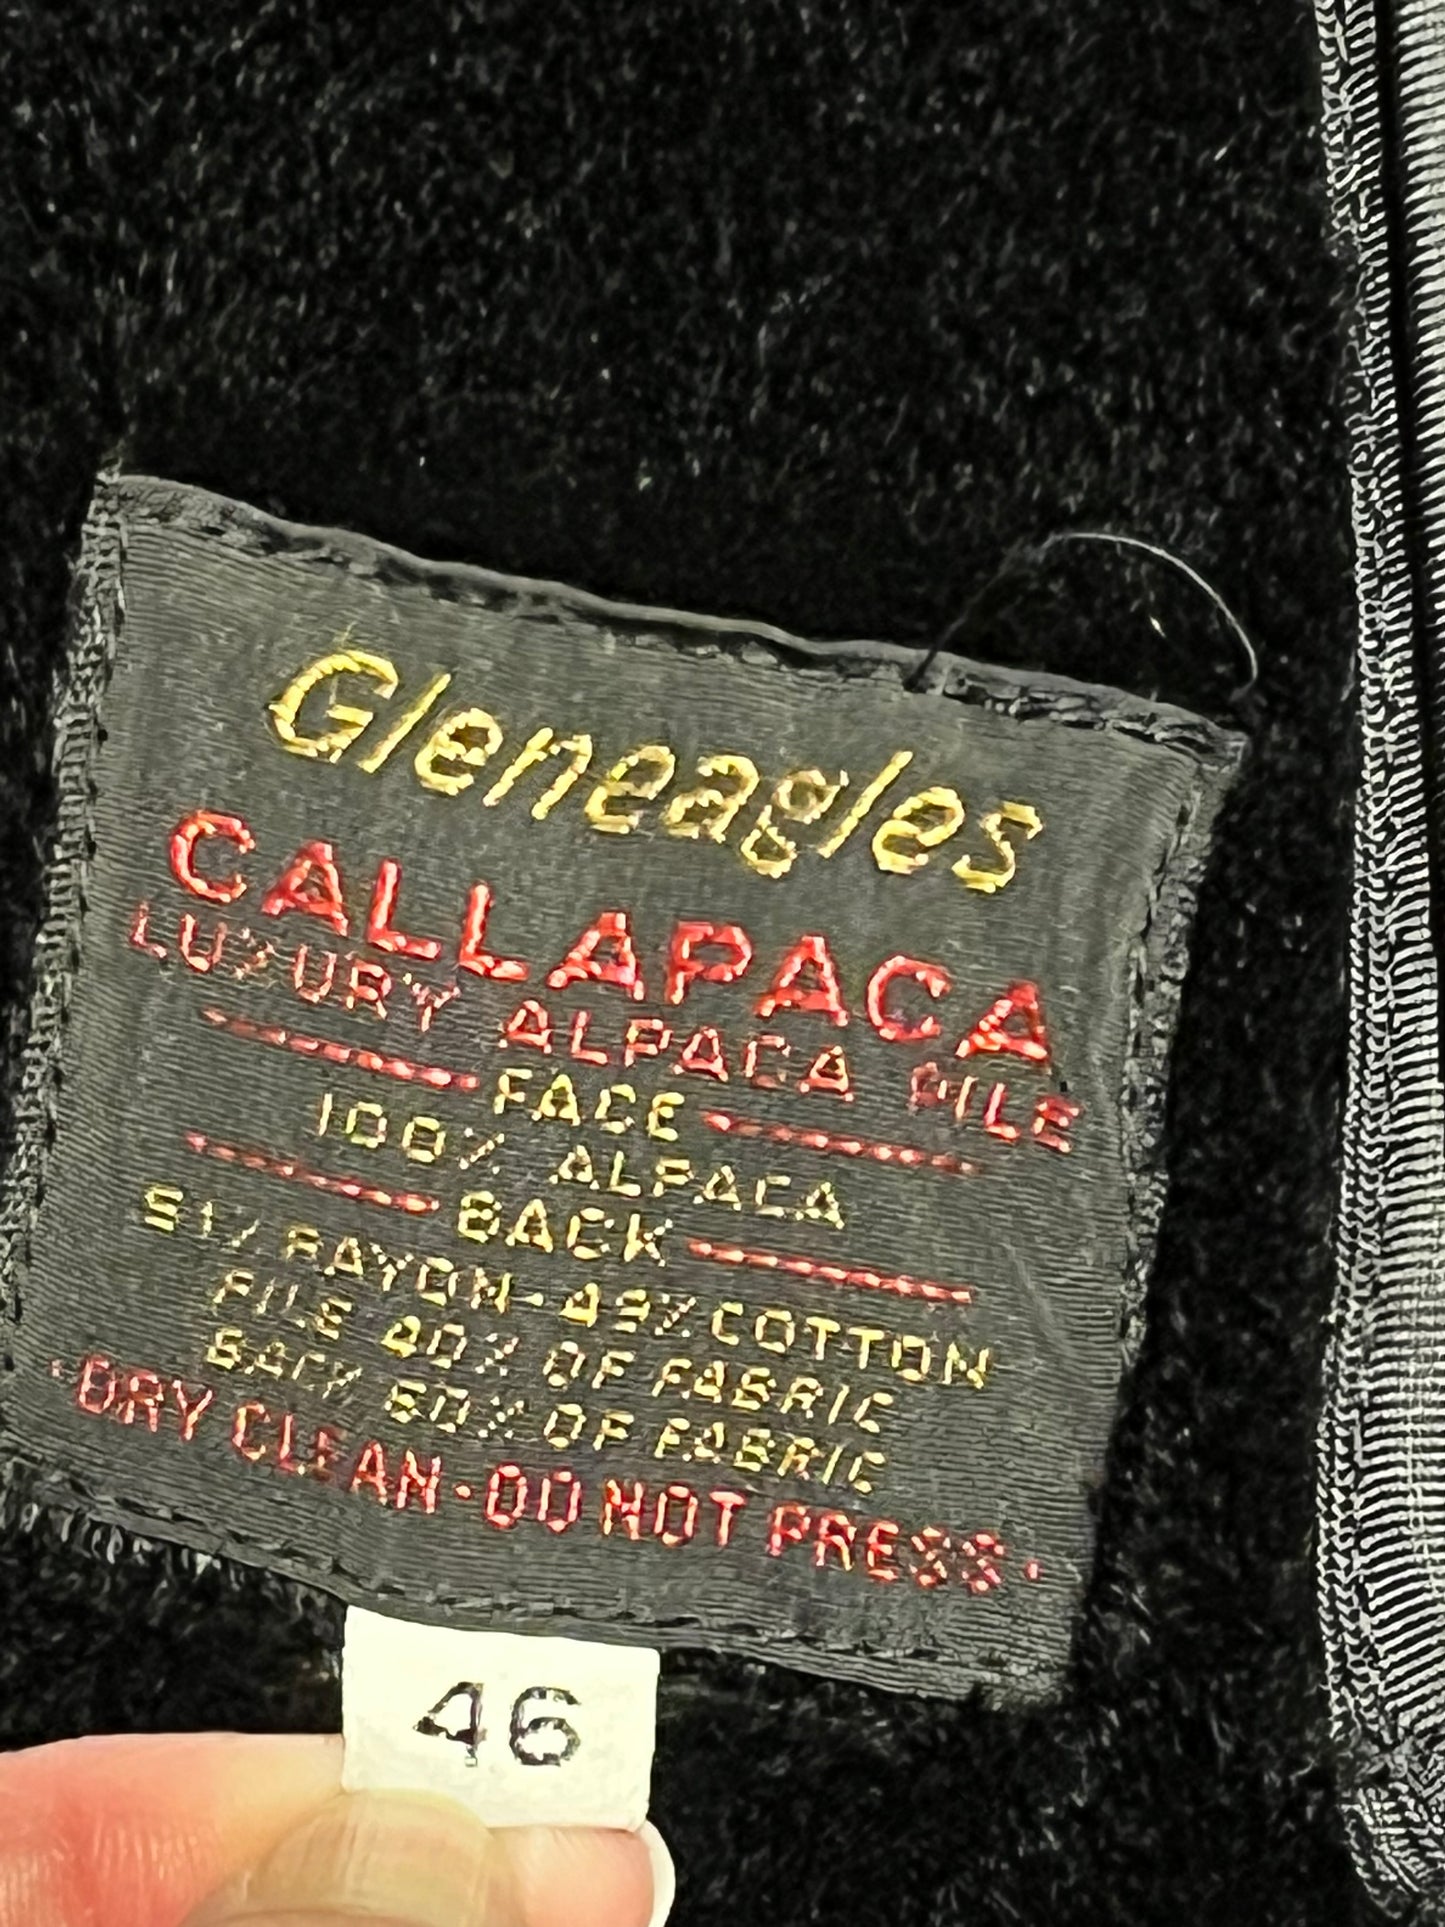 Gleneagles
CALLAPACA
LUXURY ALPACA PILE
FACE
100% ALPACA
BACK
51% RAYON-49% COTTON
PILE 40% OF FABRIC
BACK 60% OF FABRIC
·DRY CLEAN·DO NOT PRESS·
46